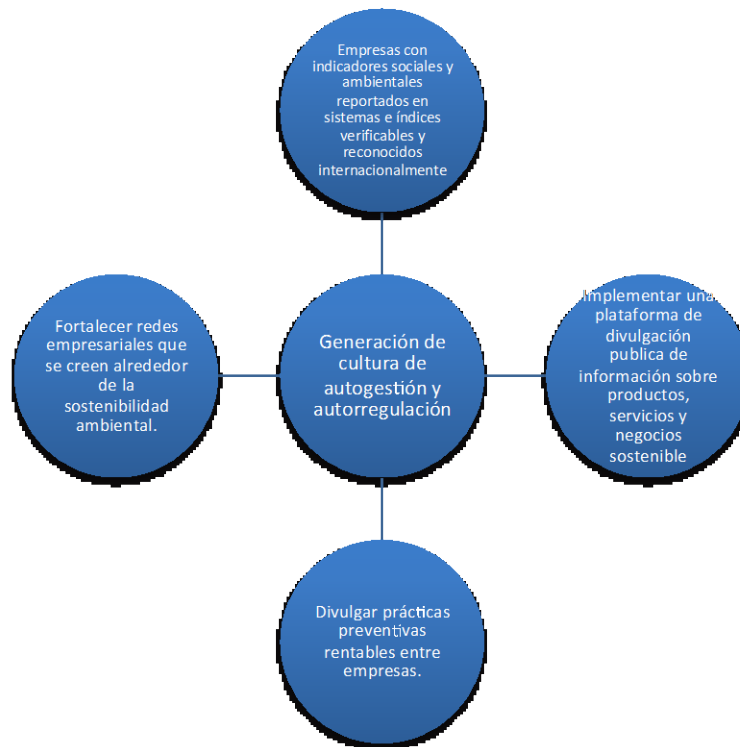 Empresas con
indicadores sociales y
ambientales
reportados en
sistemas e índices
verificables y
reconocidos
internacionalmente
Fortalecer redes
empresariales que
se creen alrededor
de la
sostenibilidad
ambiental.
Generación de
cultura de
autogestión y
autorregulación
Implementar una
plataforma de
divulgación
publica de
información sobre
productos,
servicios y
negocios
sostenible
Divulgar prácticas
preventivas
rentables entre
empresas.